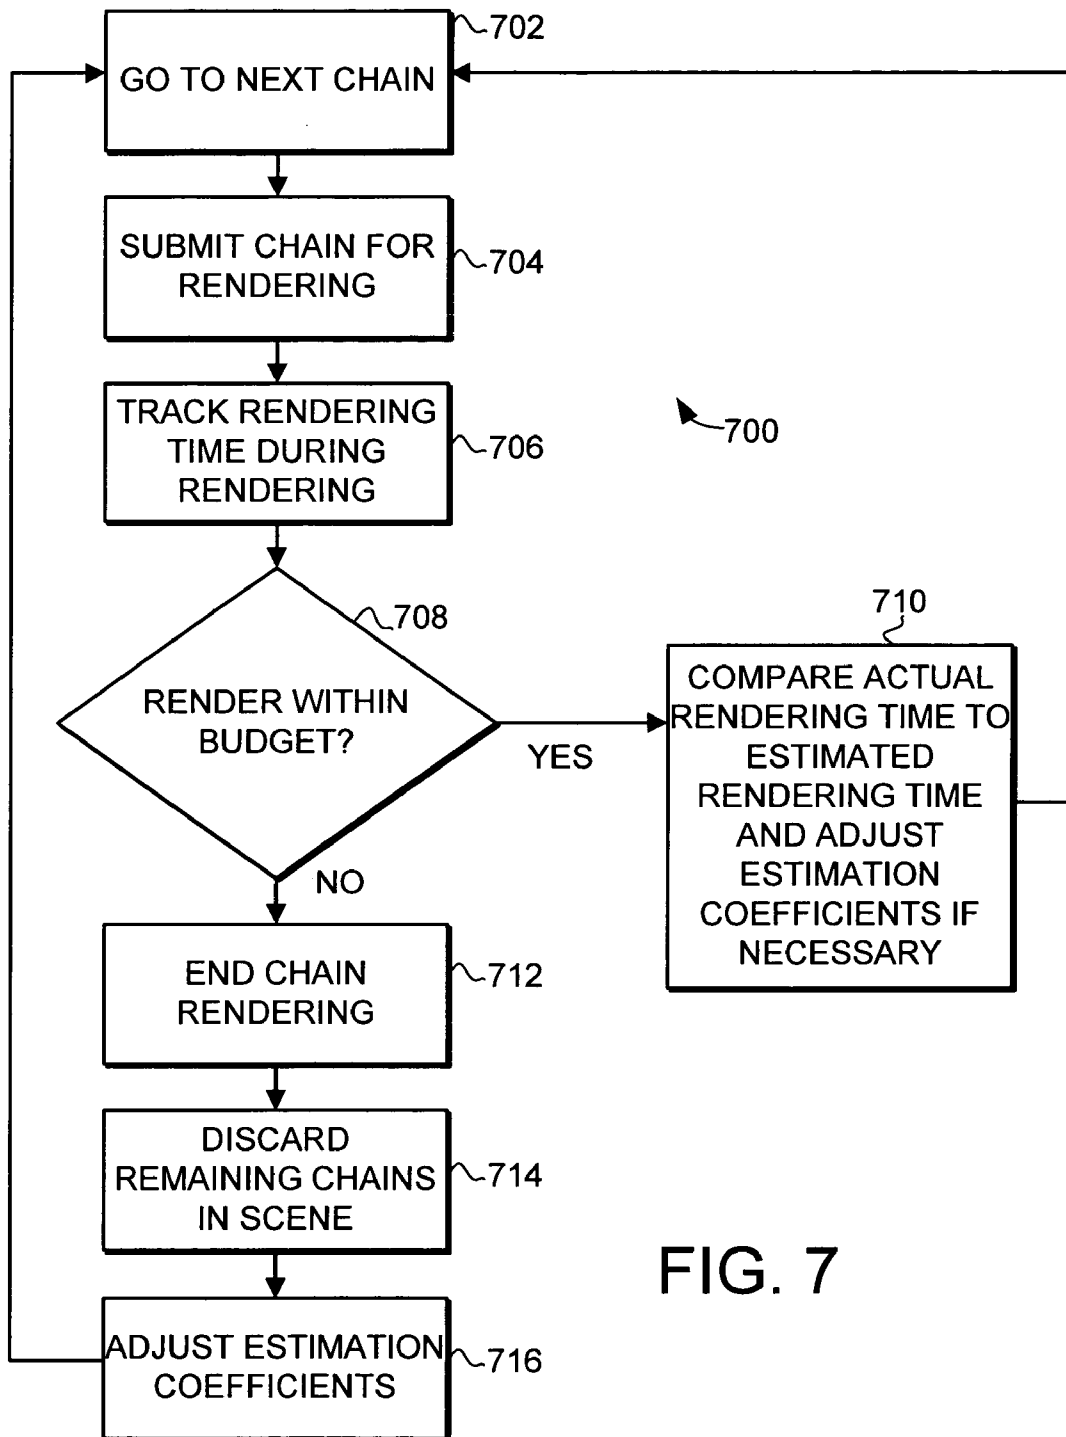 702
GO TO NEXT CHAIN
SUBMIT CHAIN FOR
RENDERING
704
TRACK RENDERING
TIME DURING
RENDERING
706
700
708
RENDER WITHIN
BUDGET?
YES
NO
710
COMPARE ACTUAL
RENDERING TIME TO
ESTIMATED
RENDERING TIME
AND ADJUST
ESTIMATION
COEFFICIENTS IF
NECESSARY
END CHAIN
RENDERING
712
DISCARD
REMAINING CHAINS
IN SCENE
714
ADJUST ESTIMATION
COEFFICIENTS
716
FIG. 7